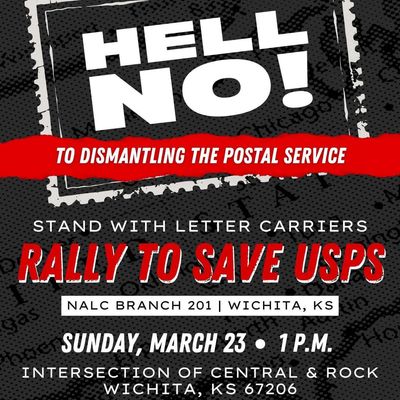 HELL
NO!
TO DISMANTLING THE POSTAL SERVICE
STAND WITH LETTER CARRIERS
RALLY TO SAVE USPS
NALC BRANCH 201 | WICHITA, KS
SUNDAY, MARCH 23 • 1 P.M.
INTERSECTION OF CENTRAL & ROCK
WICHITA, KS 67206